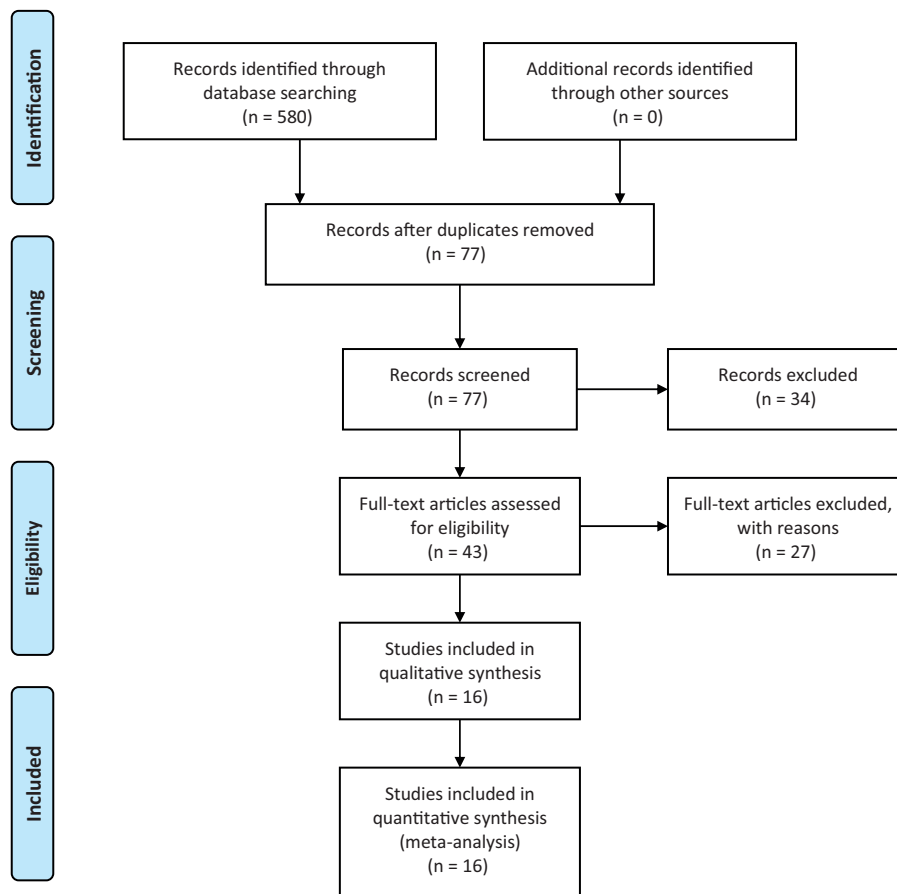 Identification
Records identified through
database searching
(n = 580)
Additional records identified
through other sources
(n = 0)
Records after duplicates removed
(n = 77)
Screening
Records screened
(n = 77)
Records excluded
(n = 34)
Eligibility
Full-text articles assessed
for eligibility
(n = 43)
Full-text articles excluded,
with reasons
(n = 27)
Studies included in
qualitative synthesis
(n = 16)
Included
Studies included in
quantitative synthesis
(meta-analysis)
(n = 16)